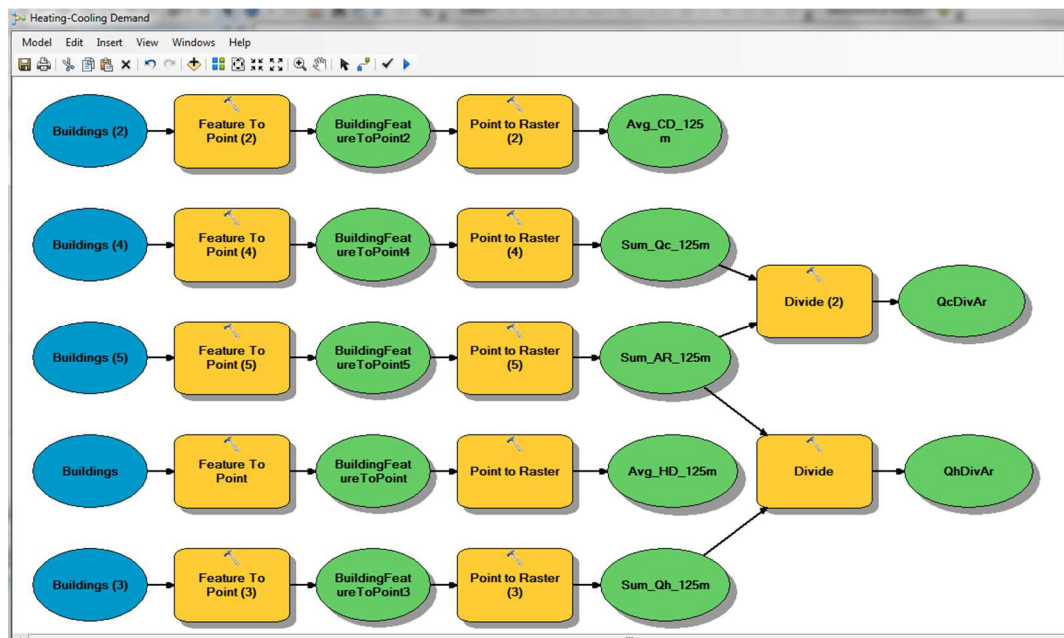 Heating-Cooling Demand
Model Edit Insert View Windows Help
Buildings (2)
Feature To
Point (2)
BuildingFeat
ureToPoint2
Point to Raster
(2)
Avg_CD_125
m
Buildings (4)
Feature To
Point (4)
BuildingFeat
ureToPoint4
Point to Raster
(4)
Sum_Qc_125m
Divide (2)
QcDivAr
Buildings (5)
Feature To
Point (5)
BuildingFeat
ureToPoint5
Point to Raster
(5)
Sum_AR_125m
Buildings
Feature To
Point
BuildingFeat
ureToPoint
Point to Raster
Avg_HD_125m
Divide
QhDivAr
Buildings (3)
Feature To
Point (3)
BuildingFeat
ureToPoint3
Point to Raster
(3)
Sum_Qh_125m